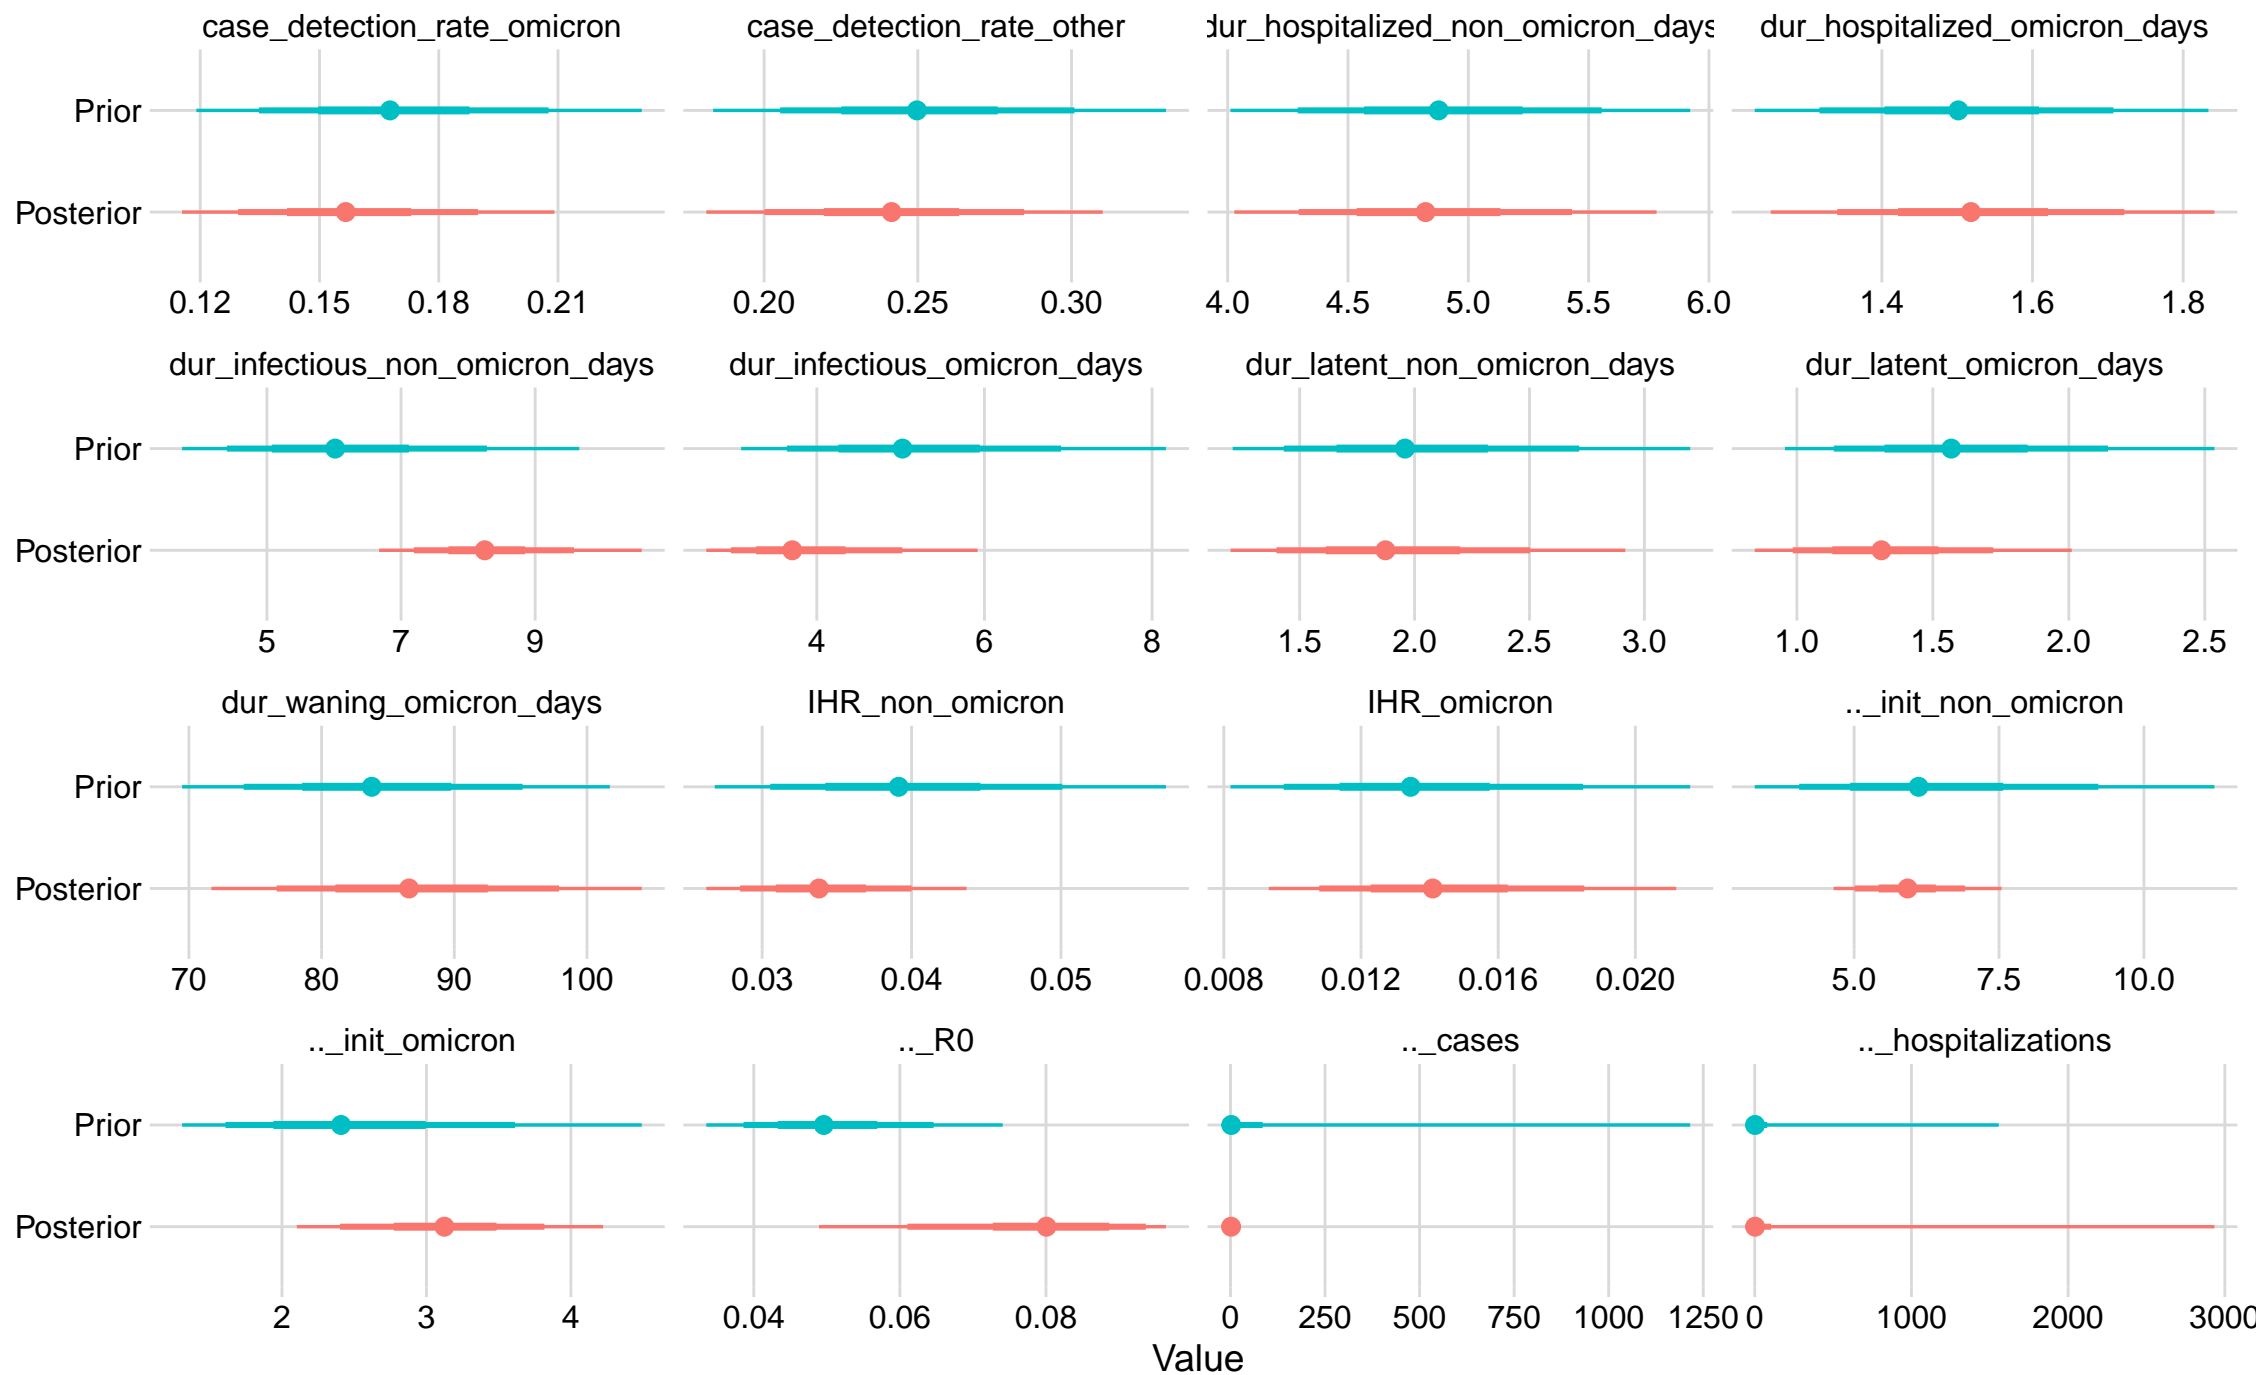 case_detection_rate_omicron case_detection_rate_other dur_hospitalized_non_omicron_days dur_hospitalized_omicron_days
Prior
Posterior
0.12 0.15 0.18 0.21 0.20 0.25 0.30 4.0 4.5 5.0 5.5 6.0 1.4 1.6 1.8
dur_infectious_non_omicron_days dur_infectious_omicron_days dur_latent_non_omicron_days dur_latent_omicron_days
Prior
Posterior
5 7 9 4 6 8 1.5 2.0 2.5 3.0 1.0 1.5 2.0 2.5
dur_waning_omicron_days IHR_non_omicron IHR_omicron .._init_non_omicron
Prior
Posterior
70 80 90 100 0.03 0.04 0.05 0.008 0.012 0.016 0.020 5.0 7.5 10.0
.._init_omicron .._R0 .._cases .._hospitalizations
Prior
Posterior
2 3 4 0.04 0.06 0.08 0 250 500 750 1000 1250 0 1000 2000 3000
Value